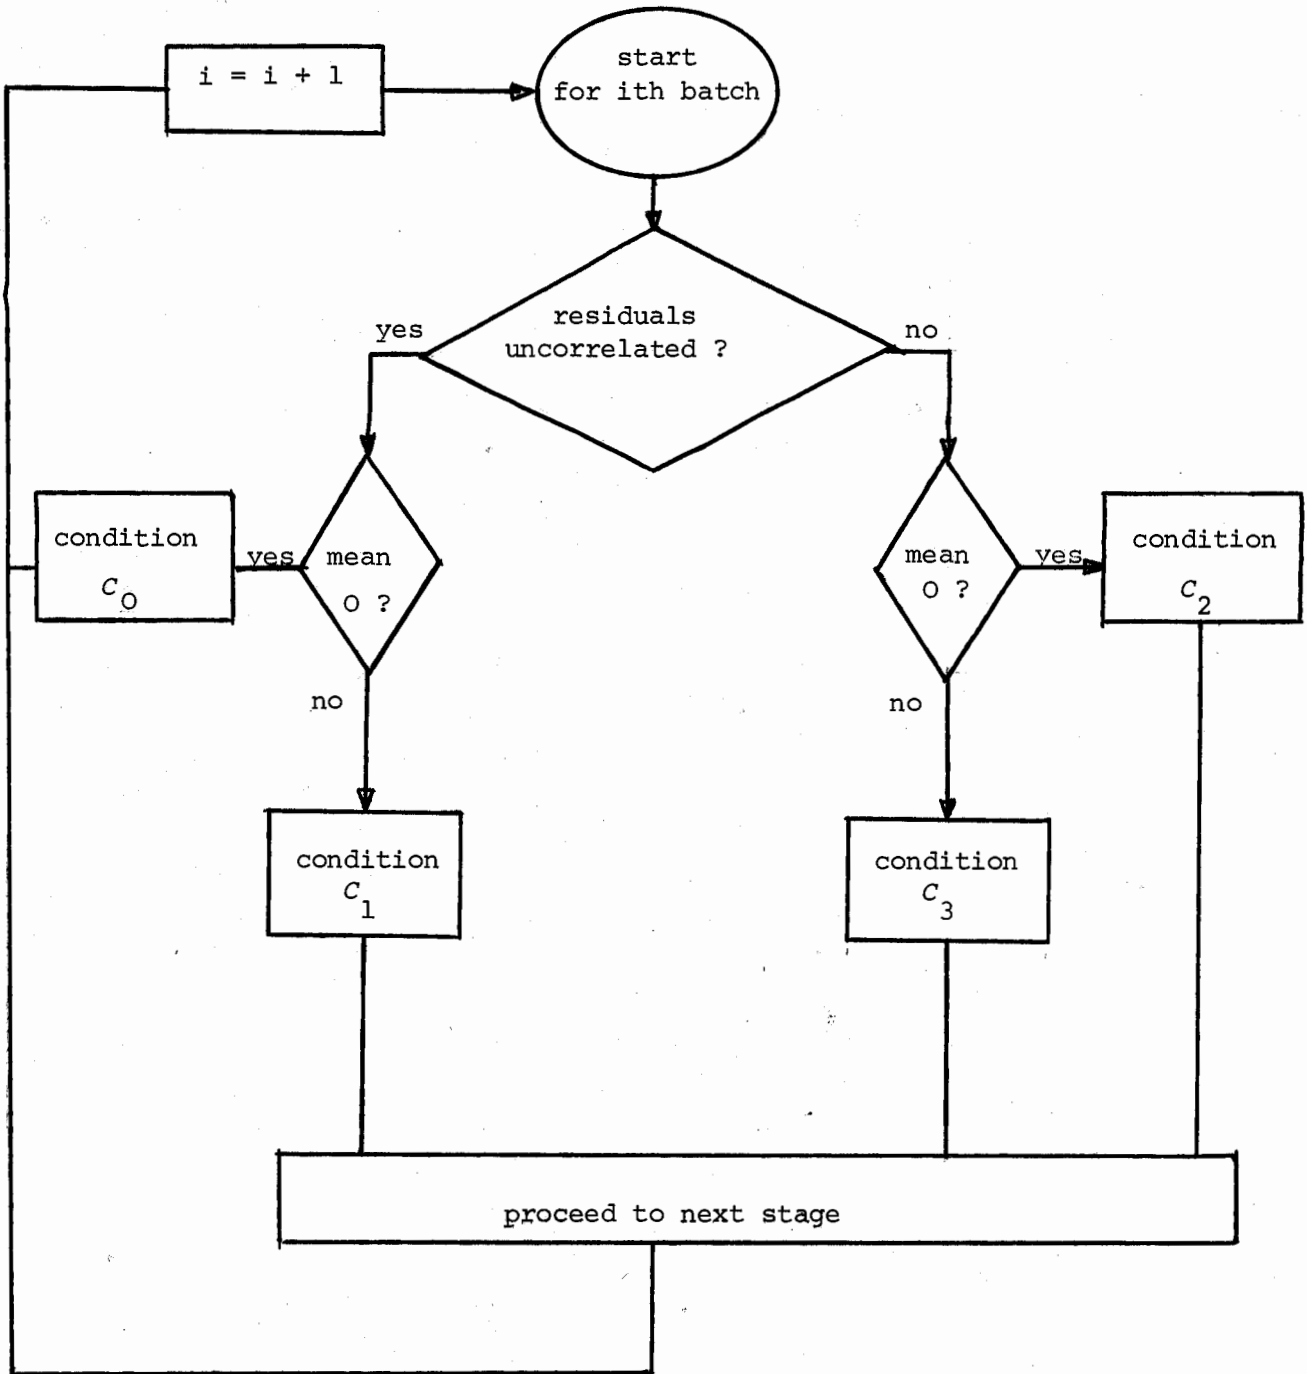 i = i + 1
start
for ith batch
residuals
uncorrelated ?
yes
no
condition
C0
yes
mean
0 ?
mean
0 ?
yes
condition
C2
no
no
condition
C1
condition
C3
proceed to next stage